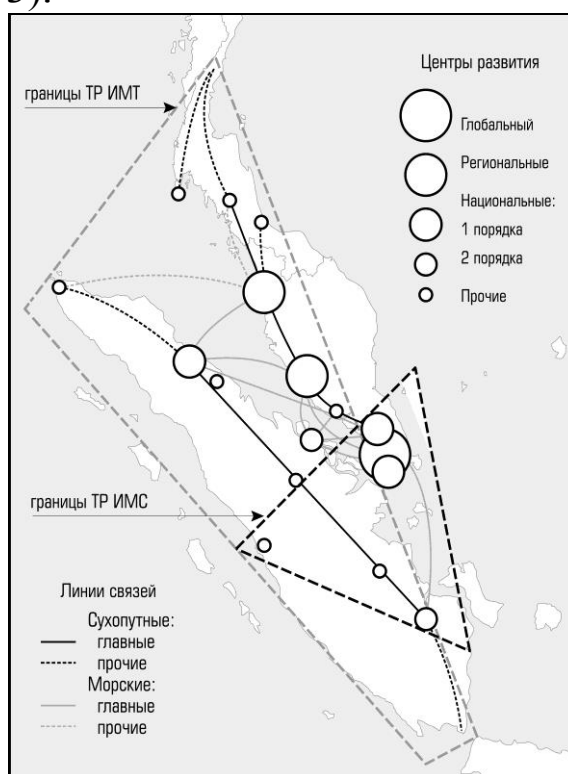 3).
границы ТР ИМТ
Центры развития
Глобальный
Региональные
Национальные:
1 порядка
2 порядка
Прочие
границы ТР ИМС
Линии связей
Сухопутные:
главные
прочие
Морские:
главные
прочие